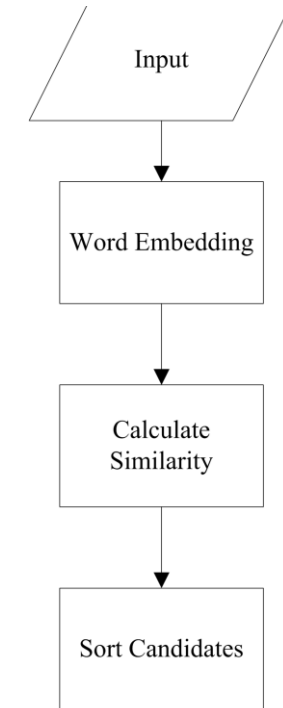 Input
Word Embedding
Calculate
Similarity
Sort Candidates